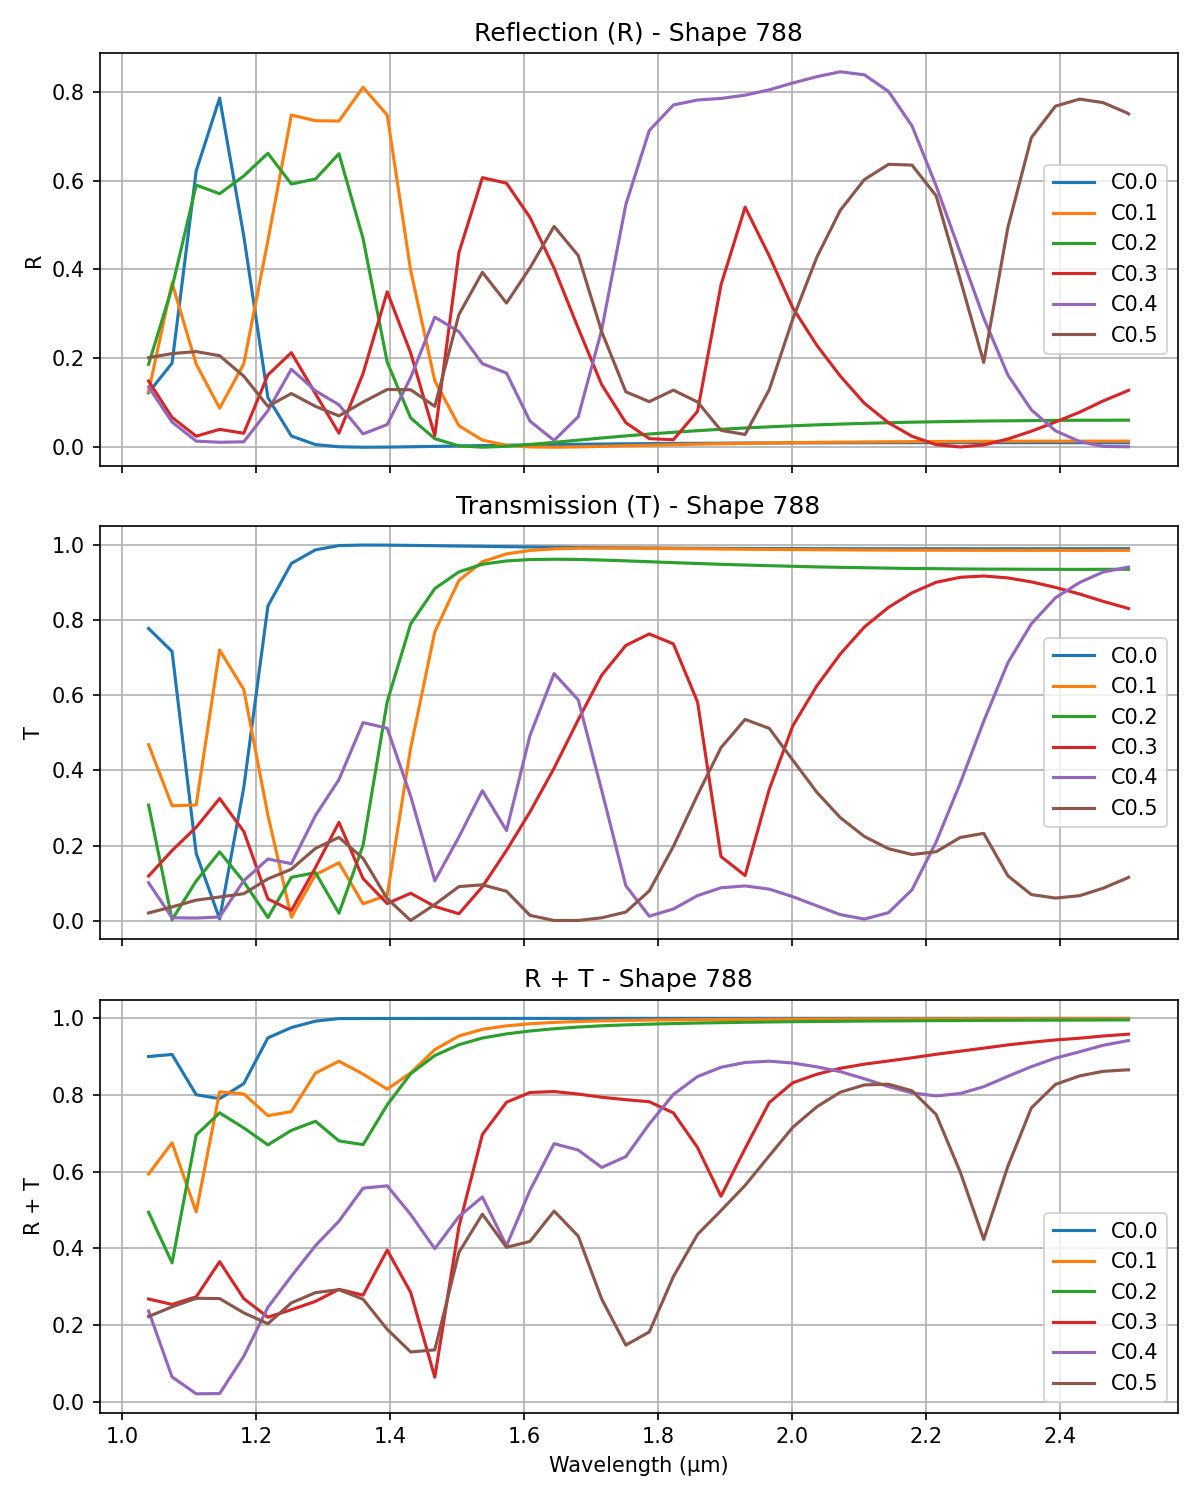 Reflection (R) - Shape 788
0.8
0.6
0.4
0.2
0.0
R
C0.0
C0.1
C0.2
C0.3
C0.4
C0.5
Transmission (T) - Shape 788
1.0
0.8
0.6
0.4
0.2
0.0
T
C0.0
C0.1
C0.2
C0.3
C0.4
C0.5
R + T - Shape 788
1.0
0.8
0.6
0.4
0.2
0.0
R + T
C0.0
C0.1
C0.2
C0.3
C0.4
C0.5
1.0 1.2 1.4 1.6 1.8 2.0 2.2 2.4
Wavelength (μm)